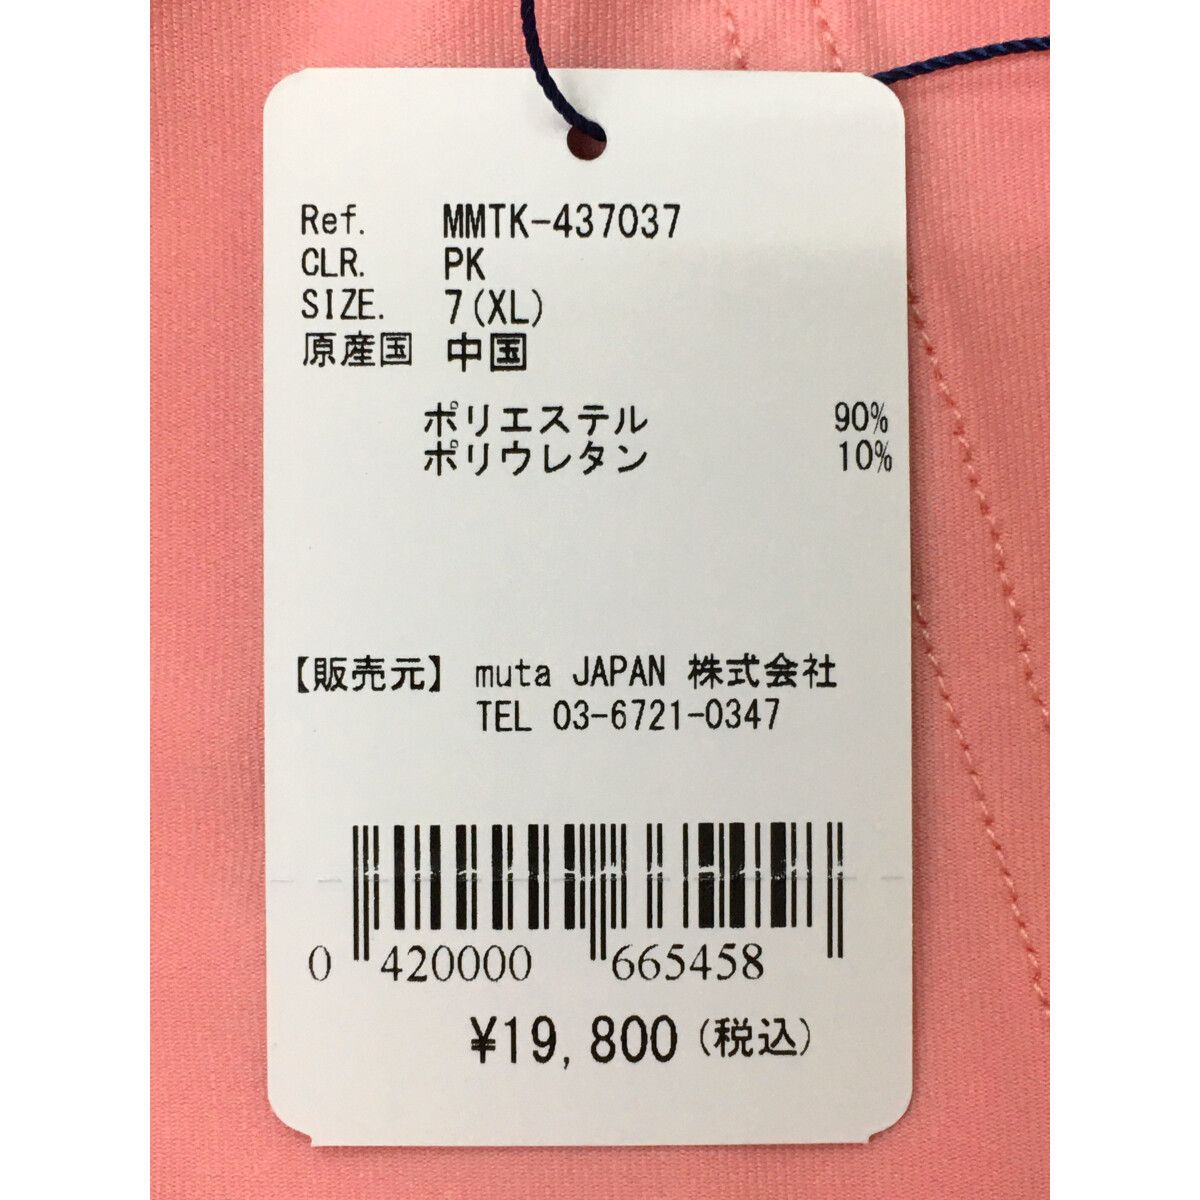 Ref. MMTK-437037
CLR. PK
SIZE. 7(XL)
原産国 中国
ポリエステル 90%
ポリウレタン 10%
【販売元】 muta JAPAN 株式会社
TEL 03-6721-0347
0 420000 665458
¥19,800(税込)